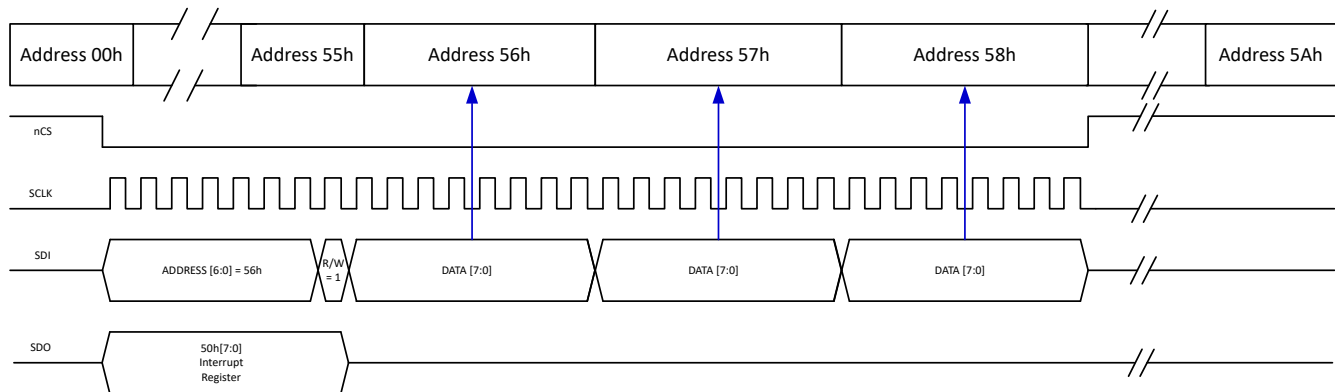 Address 00h
Address 55h
Address 56h
Address 57h
Address 58h
Address 5Ah
nCS
SCLK
SDI
ADDRESS [6:0] = 56h
R/W
= 1
DATA [7:0]
DATA [7:0]
DATA [7:0]
SDO
50h[7:0]
Interrupt
Register